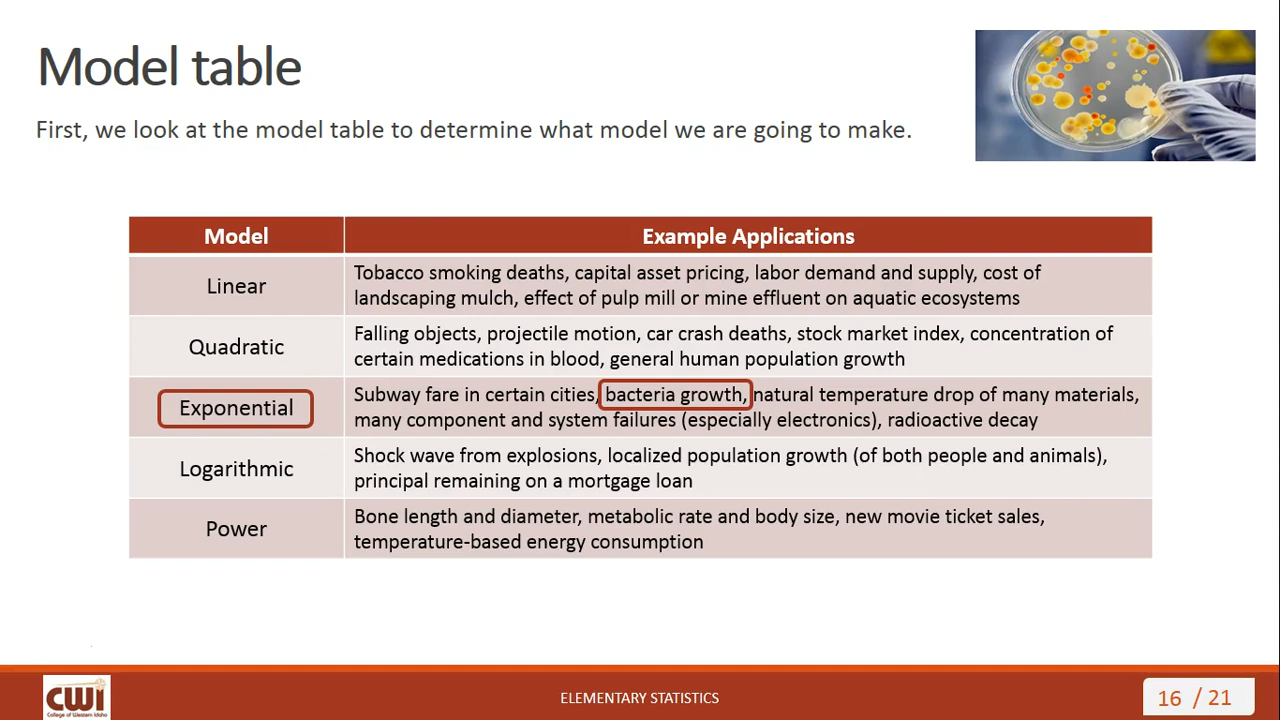 Model table
First, we look at the model table to determine what model we are going to make.
Model
Example Applications
Linear
Tobacco smoking deaths, capital asset pricing, labor demand and supply, cost of
landscaping mulch, effect of pulp mill or mine effluent on aquatic ecosystems
Quadratic
Falling objects, projectile motion, car crash deaths, stock market index, concentration of
certain medications in blood, general human population growth
Exponential
Subway fare in certain cities, bacteria growth, natural temperature drop of many materials,
many component and system failures (especially electronics), radioactive decay
Logarithmic
Shock wave from explosions, localized population growth (of both people and animals),
principal remaining on a mortgage loan
Power
Bone length and diameter, metabolic rate and body size, new movie ticket sales,
temperature-based energy consumption
CWI
College of Western Idaho
ELEMENTARY STATISTICS
16 / 21